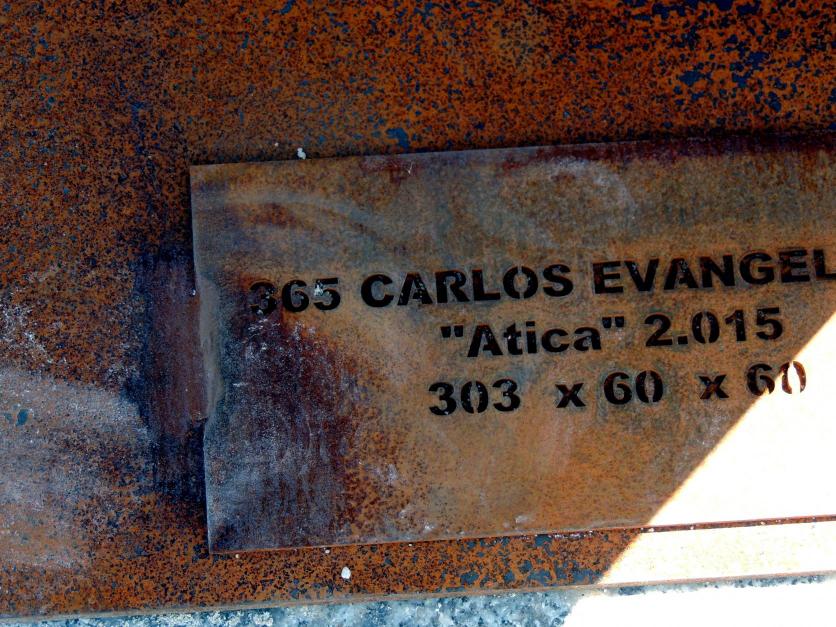 365 CARLOS EVANGEL
"Atica" 2.015
303 x 60 x 60